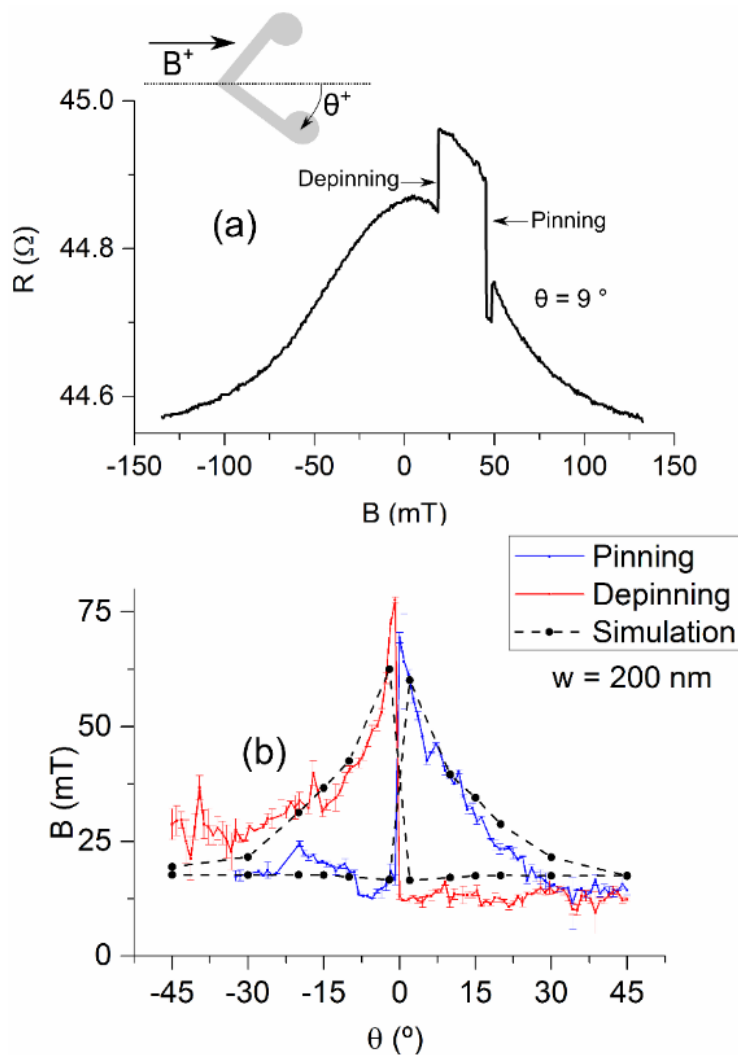 B⁺
θ⁺
45.0
Depinning
(a)
Pinning
44.8
R (Ω)
θ = 9 °
44.6
-150 -100 -50 0 50 100 150
B (mT)
Pinning
Depinning
Simulation
w = 200 nm
75
(b)
50
B (mT)
25
0
-45 -30 -15 0 15 30 45
θ (º)